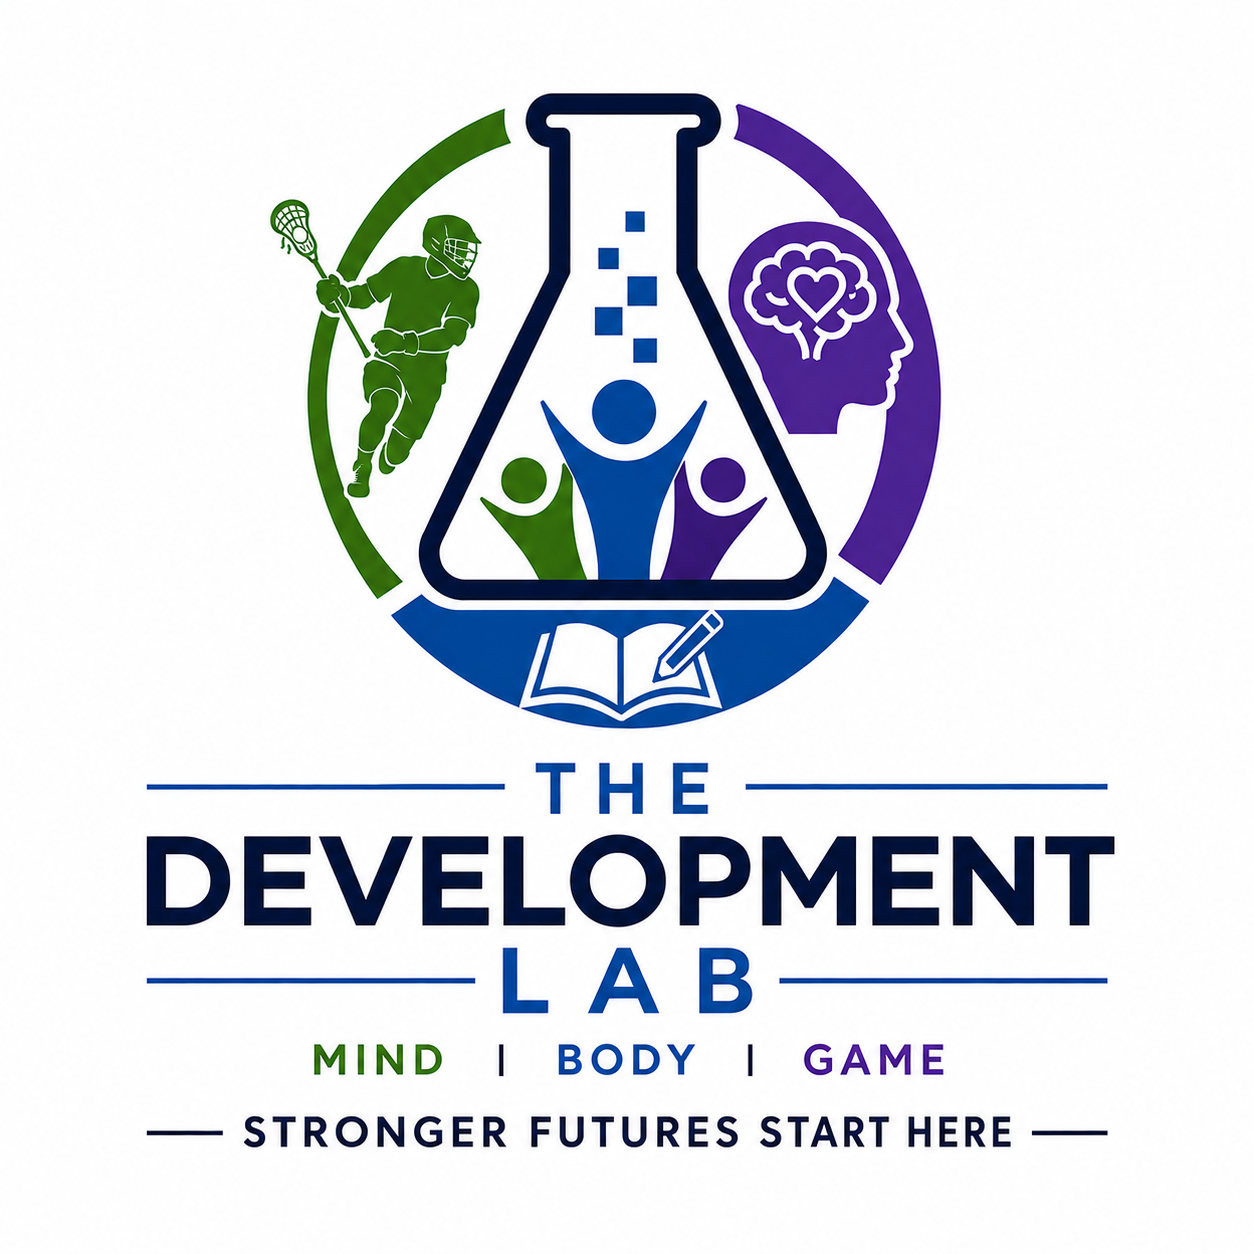 THE
DEVELOPMENT
LAB
MIND | BODY | GAME
STRONGER FUTURES START HERE